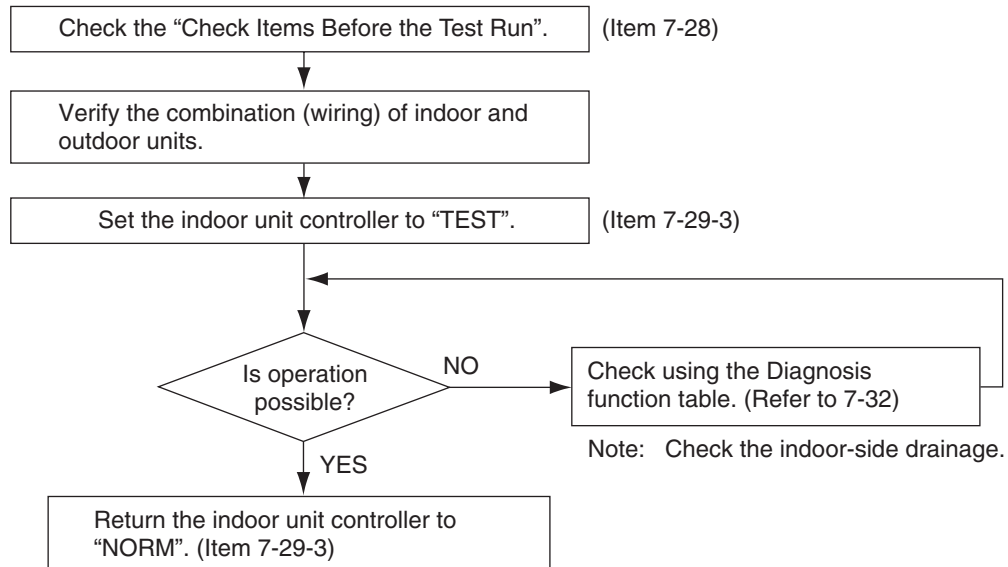 Check the “Check Items Before the Test Run”. (Item 7-28)
Verify the combination (wiring) of indoor and
outdoor units.
Set the indoor unit controller to “TEST”. (Item 7-29-3)
Is operation
possible?
NO
Check using the Diagnosis
function table. (Refer to 7-32)
Note: Check the indoor-side drainage.
YES
Return the indoor unit controller to
“NORM”. (Item 7-29-3)